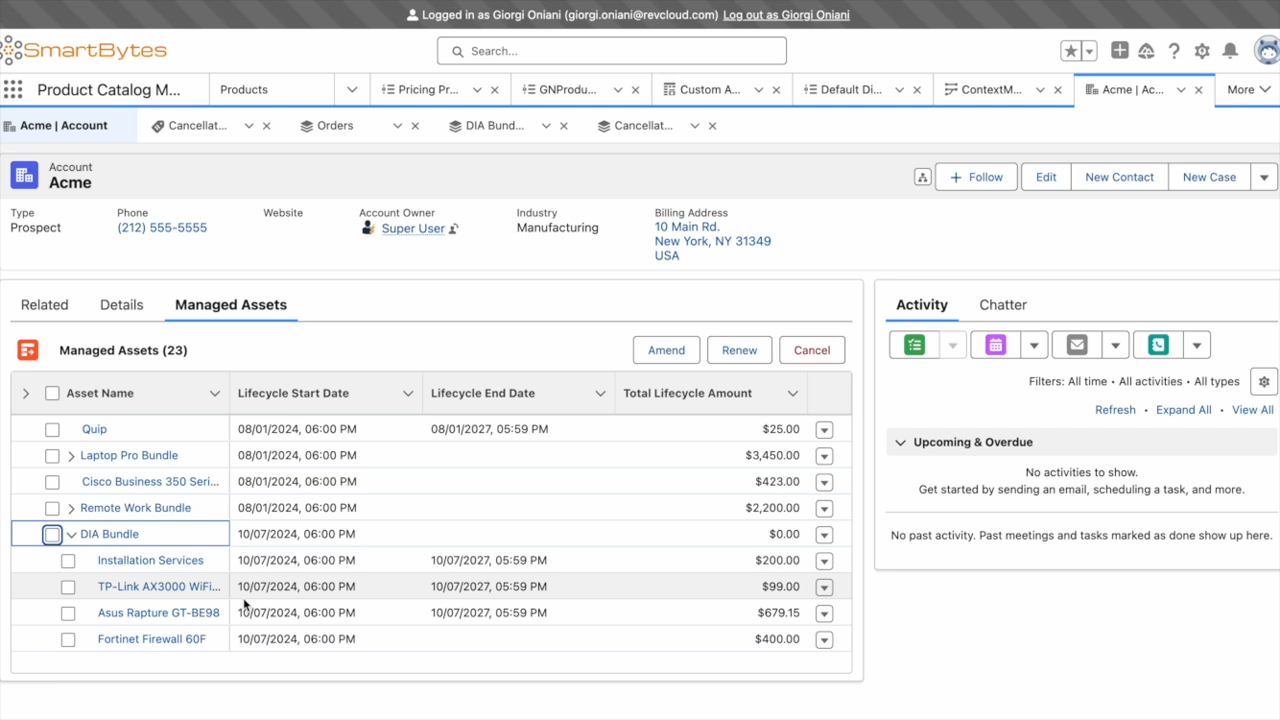 Logged in as Giorgi Oniani (giorgi.oniani@revcloud.com) Log out as Giorgi Oniani
SmartBytes
Search...
Product Catalog M...
Products
Pricing Pr...
GNProdu...
Custom A...
Default Di...
ContextM...
Acme | Ac...
More
Acme | Account
Cancellat...
Orders
DIA Bund...
Cancellat...
Account
Acme
+ Follow
Edit
New Contact
New Case
Type
Prospect
Phone
(212) 555-5555
Website
Account Owner
Super User
Industry
Manufacturing
Billing Address
10 Main Rd.
New York, NY 31349
USA
Related
Details
Managed Assets
Managed Assets (23)
Amend
Renew
Cancel
Asset Name Lifecycle Start Date Lifecycle End Date Total Lifecycle Amount
Quip 08/01/2024, 06:00 PM 08/01/2027, 05:59 PM $25.00
Laptop Pro Bundle 08/01/2024, 06:00 PM $3,450.00
Cisco Business 350 Seri... 08/01/2024, 06:00 PM $423.00
Remote Work Bundle 08/01/2024, 06:00 PM $2,200.00
DIA Bundle 10/07/2024, 06:00 PM $0.00
Installation Services 10/07/2024, 06:00 PM 10/07/2027, 05:59 PM $200.00
TP-Link AX3000 WiFi... 10/07/2024, 06:00 PM 10/07/2027, 05:59 PM $99.00
Asus Rapture GT-BE98 10/07/2024, 06:00 PM 10/07/2027, 05:59 PM $679.15
Fortinet Firewall 60F 10/07/2024, 06:00 PM $400.00
Activity
Chatter
Filters: All time • All activities • All types
Refresh • Expand All • View All
Upcoming & Overdue
No activities to show.
Get started by sending an email, scheduling a task, and more.
No past activity. Past meetings and tasks marked as done show up here.